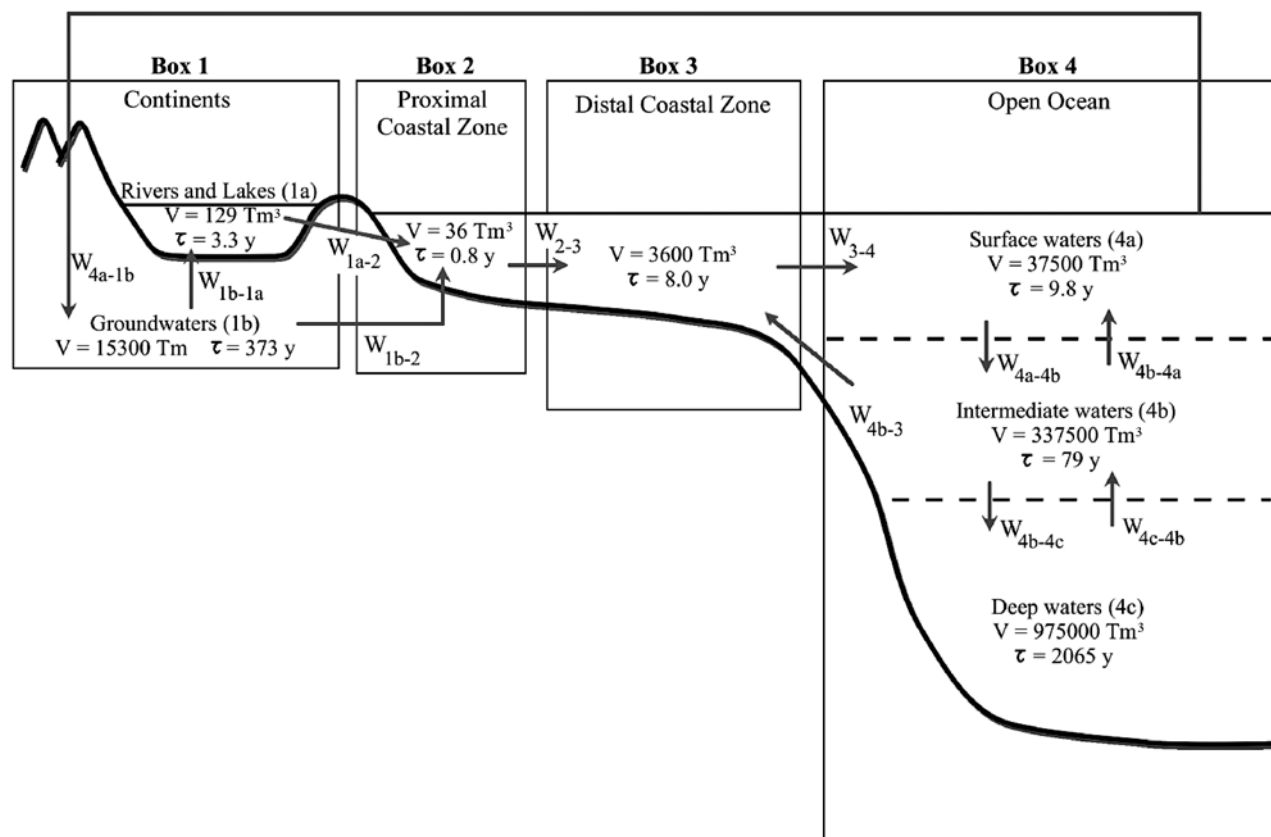 Box 1
Continents
Rivers and Lakes (1a)
V = 129 Tm³
τ = 3.3 y
W4a-1b
W1b-1a
W1a-2
Groundwaters (1b)
V = 15300 Tm τ = 373 y
W1b-2
Box 2
Proximal
Coastal Zone
V = 36 Tm³
τ = 0.8 y
W2-3
Box 3
Distal Coastal Zone
V = 3600 Tm³
τ = 8.0 y
W3-4
W4b-3
Box 4
Open Ocean
Surface waters (4a)
V = 37500 Tm³
τ = 9.8 y
W4a-4b
W4b-4a
Intermediate waters (4b)
V = 337500 Tm³
τ = 79 y
W4b-4c
W4c-4b
Deep waters (4c)
V = 975000 Tm³
τ = 2065 y